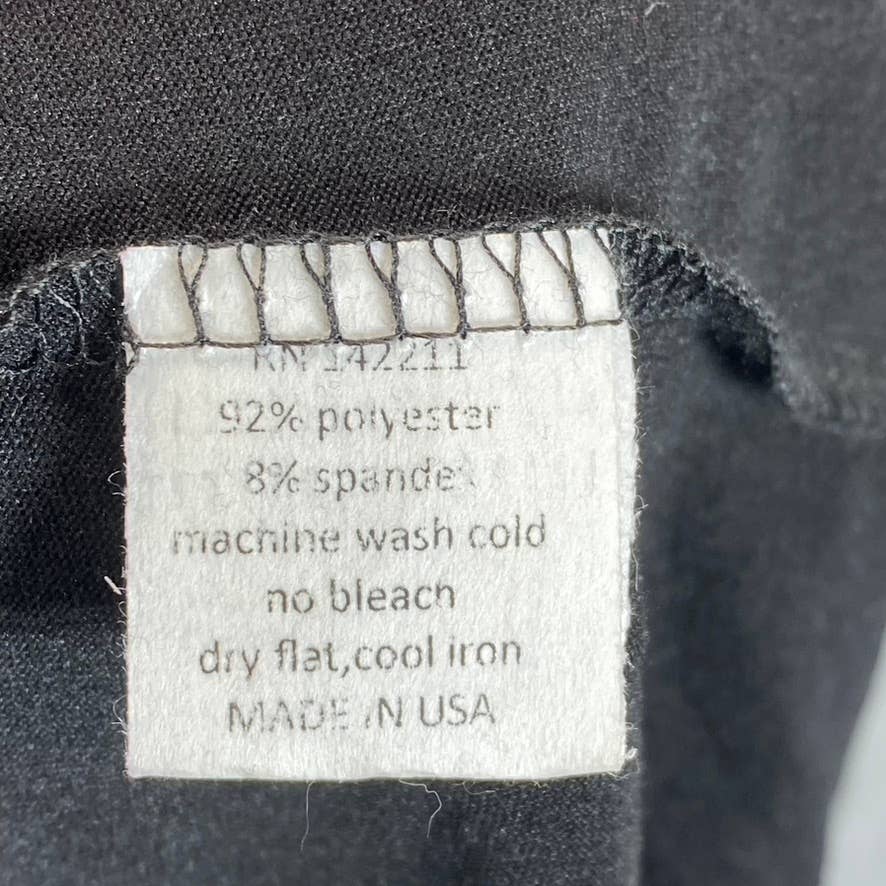 RN 142211
92% polyester
8% spandex
machine wash cold
no bleach
dry flat,cool iron
MADE IN USA